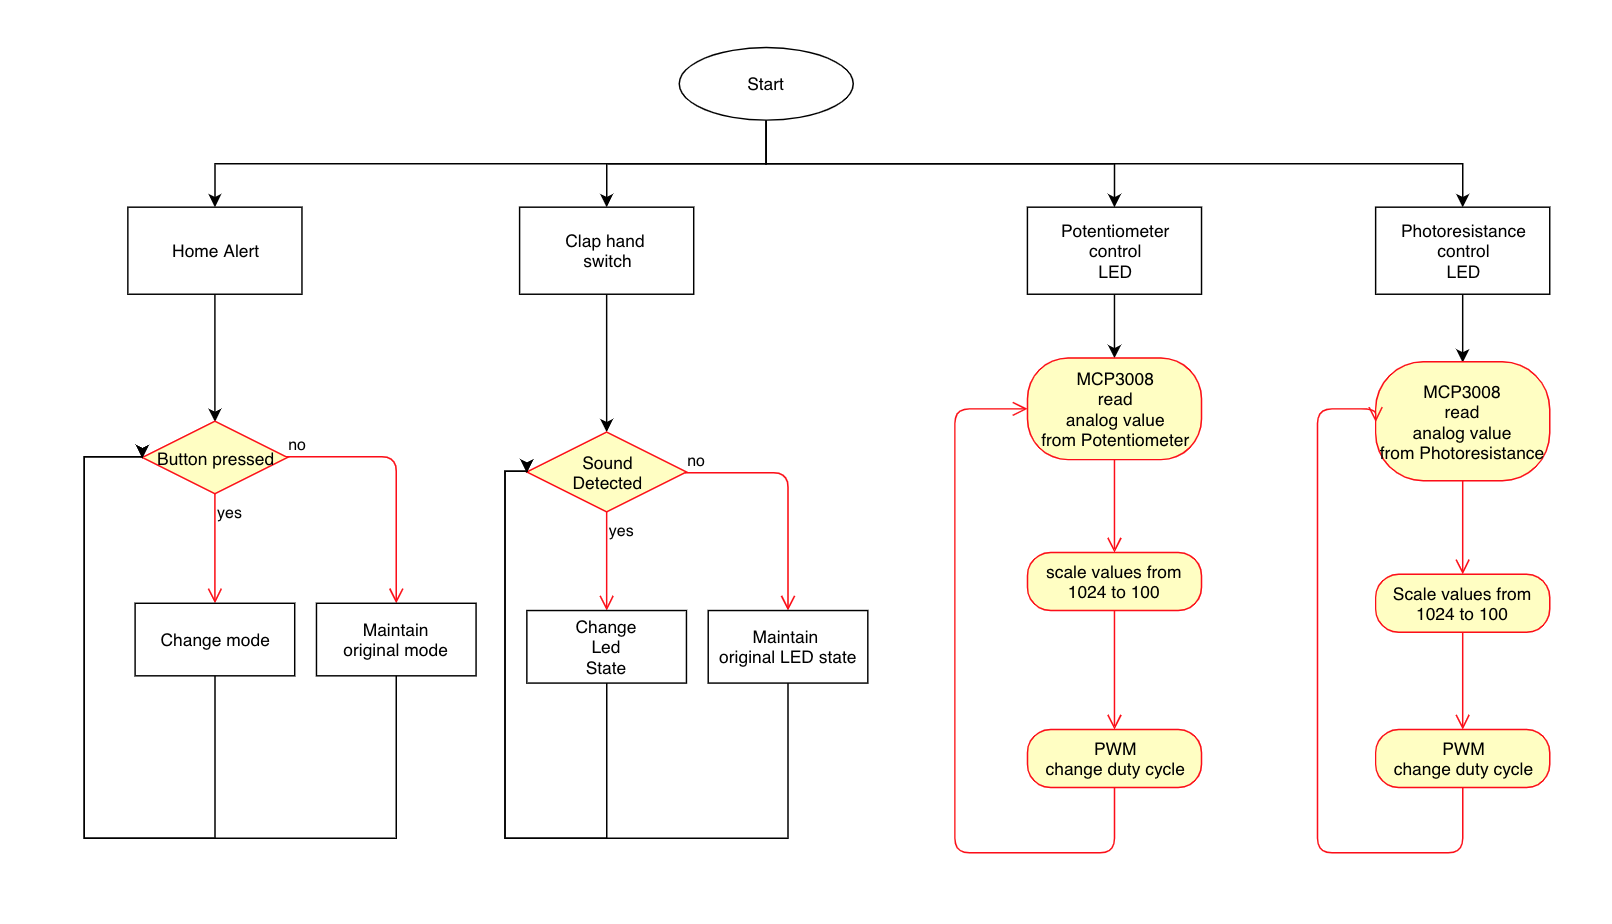 Start
Home Alert
Clap hand
switch
Potentiometer
control
LED
Photoresistance
control
LED
Button pressed
no
yes
Change mode
Maintain
original mode
Sound
Detected
no
yes
Change
Led
State
Maintain
original LED state
MCP3008
read
analog value
from Potentiometer
scale values from
1024 to 100
PWM
change duty cycle
MCP3008
read
analog value
from Photoresistance
Scale values from
1024 to 100
PWM
change duty cycle